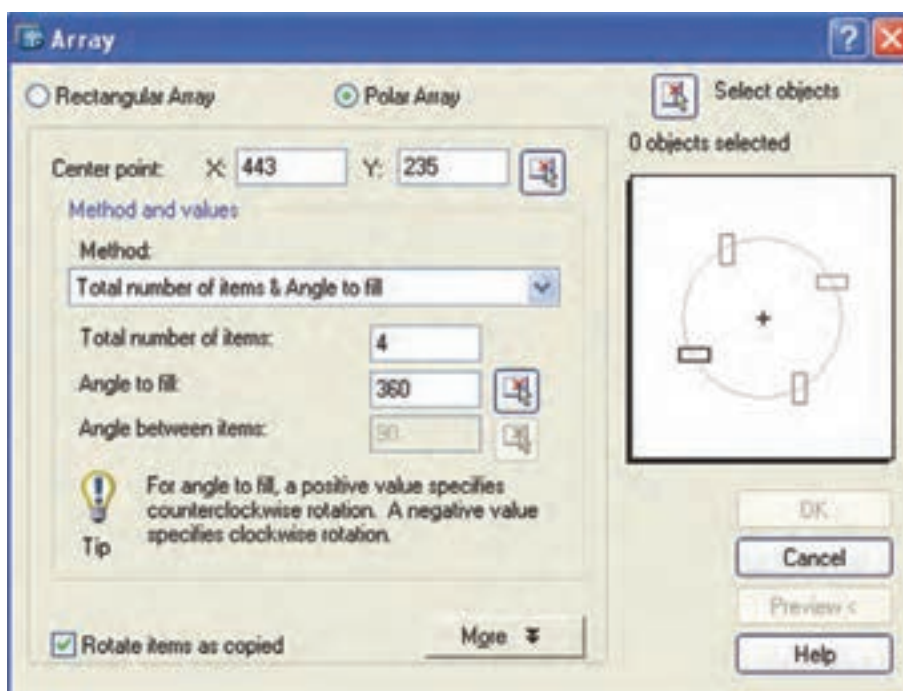 Array
Rectangular Array
Polar Array
Select objects
0 objects selected
Center point: X: 443 Y: 235
Method and values
Method:
Total number of items & Angle to fill
Total number of items: 4
Angle to fill: 360
Angle between items: 90
For angle to fill, a positive value specifies
counterclockwise rotation. A negative value
specifies clockwise rotation.
Tip
Rotate items as copied
More
OK
Cancel
Preview <
Help